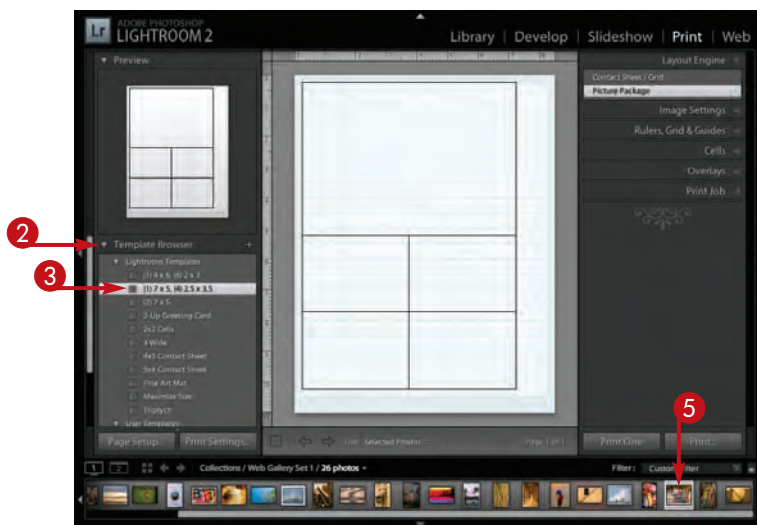 Lr ADOBE PHOTOSHOP
LIGHTROOM 2
Library | Develop | Slideshow | Print | Web
Preview
Layout Engine
Contact Sheet / Grid
Picture Package
Image Settings
Rulers, Grid & Guides
Cells
Overlays
Print Job
2
Template Browser +
Lightroom Templates
3
(1) 4 x 6, (6) 2 x 3
(1) 7 x 5, (4) 2.5 x 3.5
(2) 7 x 5
2-Up Greeting Card
2x2 Cells
4 Wide
4x5 Contact Sheet
5x8 Contact Sheet
Fine Art Mat
Maximize Size
Triptych
User Templates
5
Page Setup... Print Settings...
Use: Selected Photos
Page 1 of 1
Print One Print...
1 2 Collections / Web Gallery Set 1 / 26 photos
Filter: Custom Filter